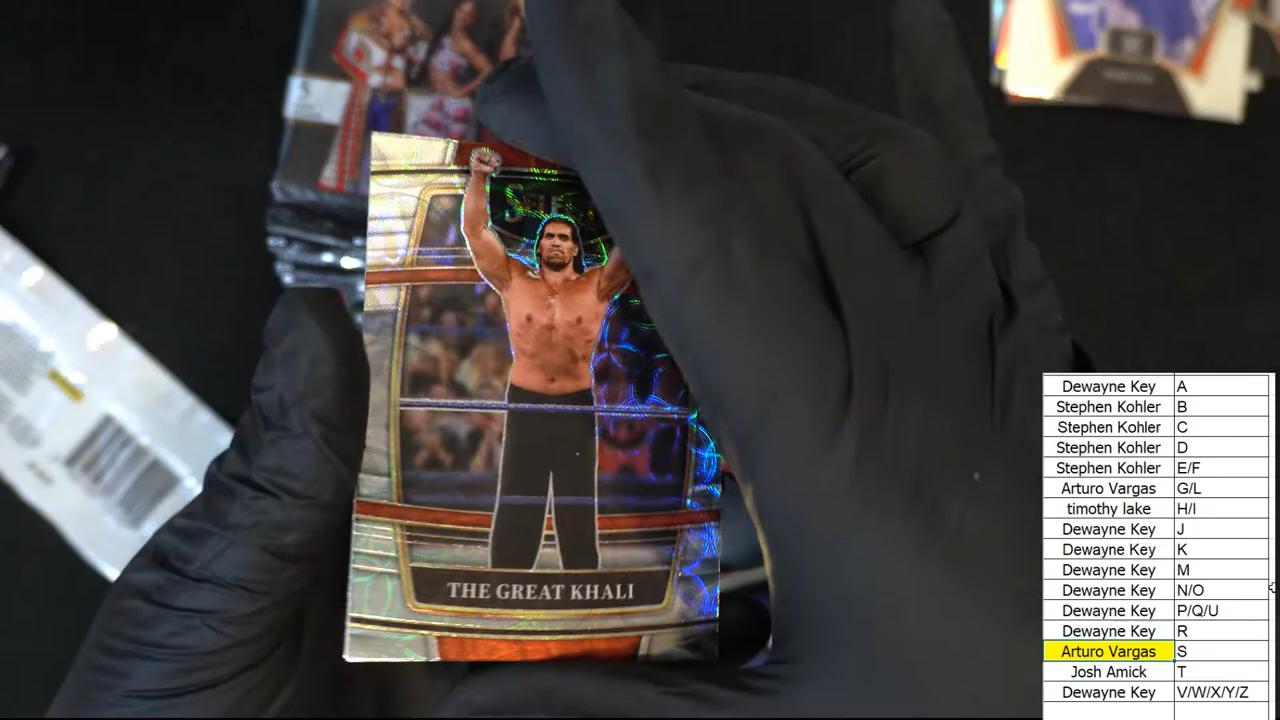 THE GREAT KHALI
Dewayne Key A
Stephen Kohler B
Stephen Kohler C
Stephen Kohler D
Stephen Kohler E/F
Arturo Vargas G/L
timothy lake H/I
Dewayne Key J
Dewayne Key K
Dewayne Key M
Dewayne Key N/O
Dewayne Key P/Q/U
Dewayne Key R
Arturo Vargas S
Josh Amick T
Dewayne Key V/W/X/Y/Z